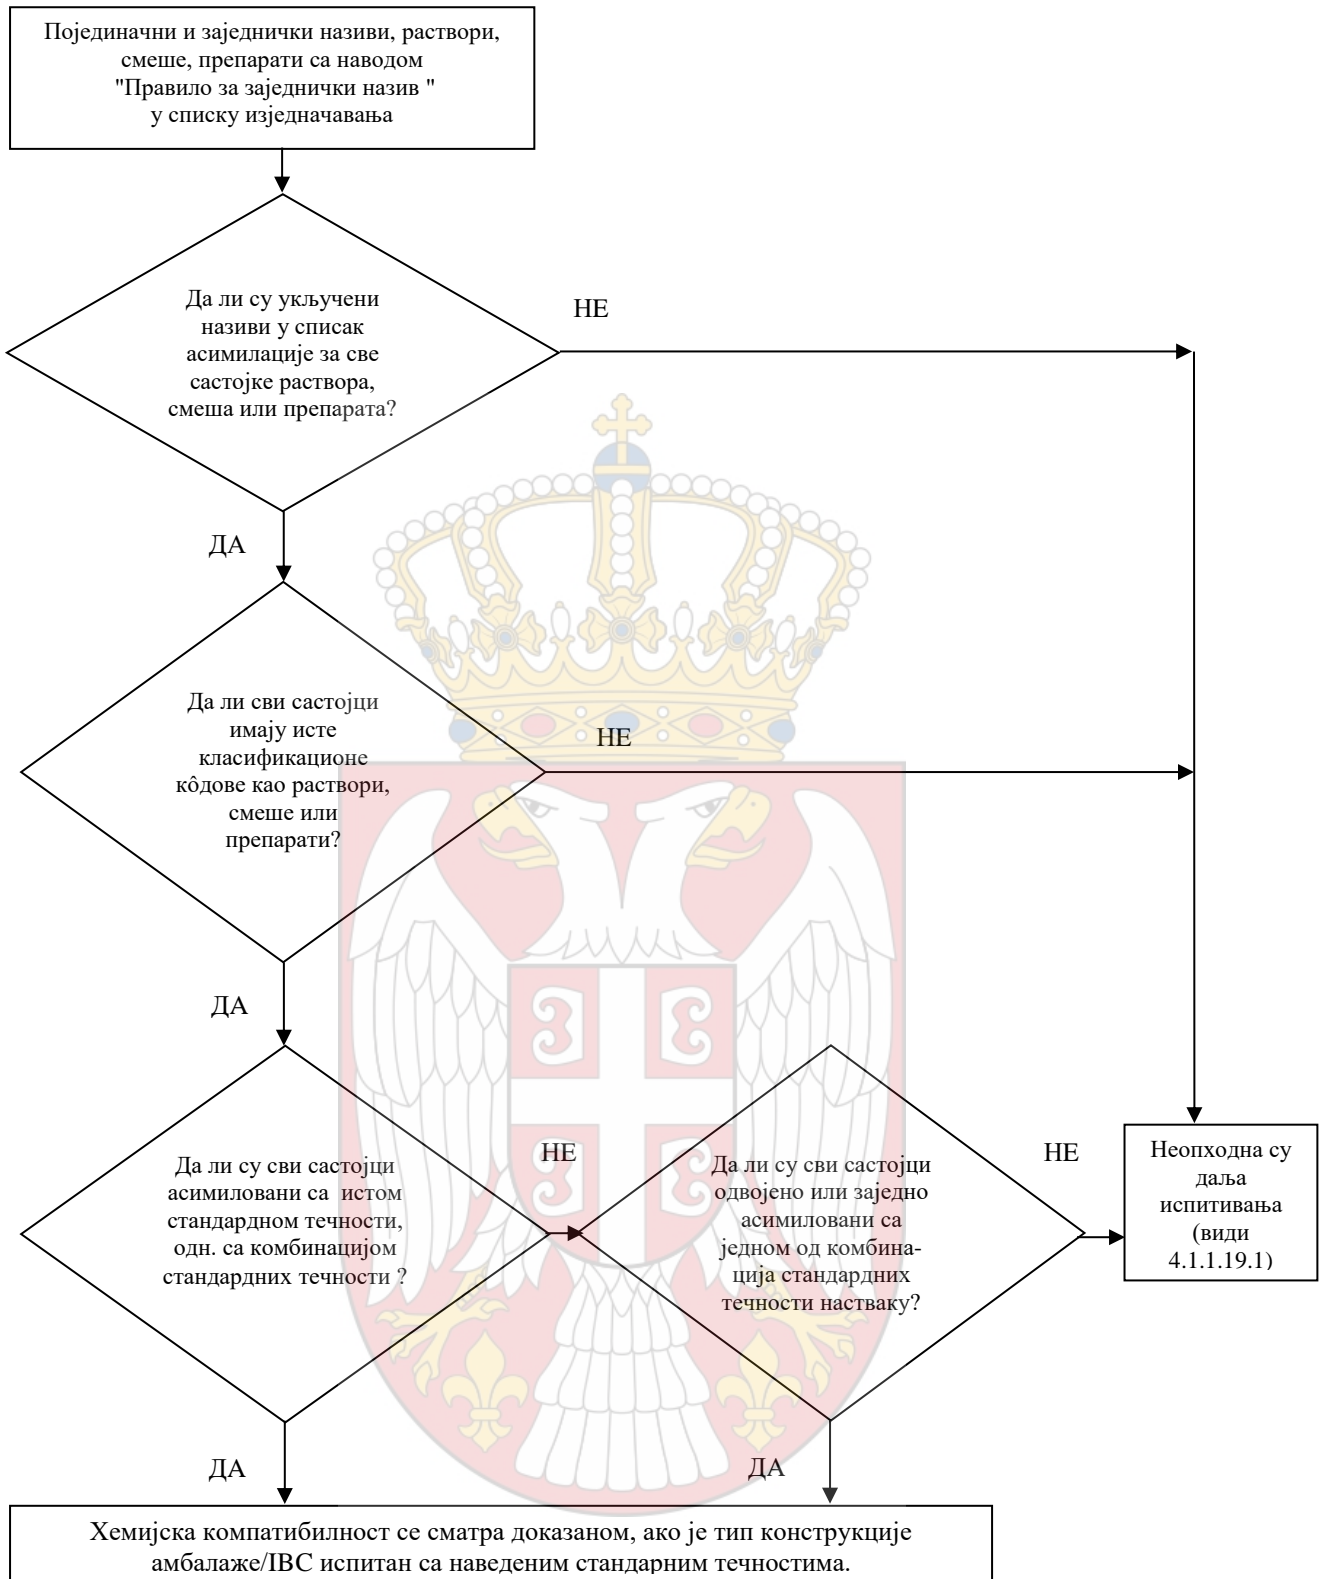 Појединачни и заједнички називи, раствори,
смеше, препарати са наводом
"Правило за заједнички назив "
у списку изједначавања
Да ли су укључени
називи у списак
асимилације за све
састојке раствора,
смеша или препарата?
НЕ
ДА
Да ли сви састојци
имају исте
класификационе
кôдове као раствори,
смеше или
препарати?
НЕ
ДА
Да ли су сви састојци
асимиловани са истом
стандардном течности,
одн. са комбинацијом
стандардних течности ?
НЕ
Да ли су сви састојци
одвојено или заједно
асимиловани са
једном од комбина-
ција стандардних
течности настваку?
НЕ
Неопходна су
даља
испитивања
(види
4.1.1.19.1)
ДА
ДА
Хемијска компатибилност се сматра доказаном, ако је тип конструкције
амбалаже/IBC испитан са наведеним стандарним течностима.